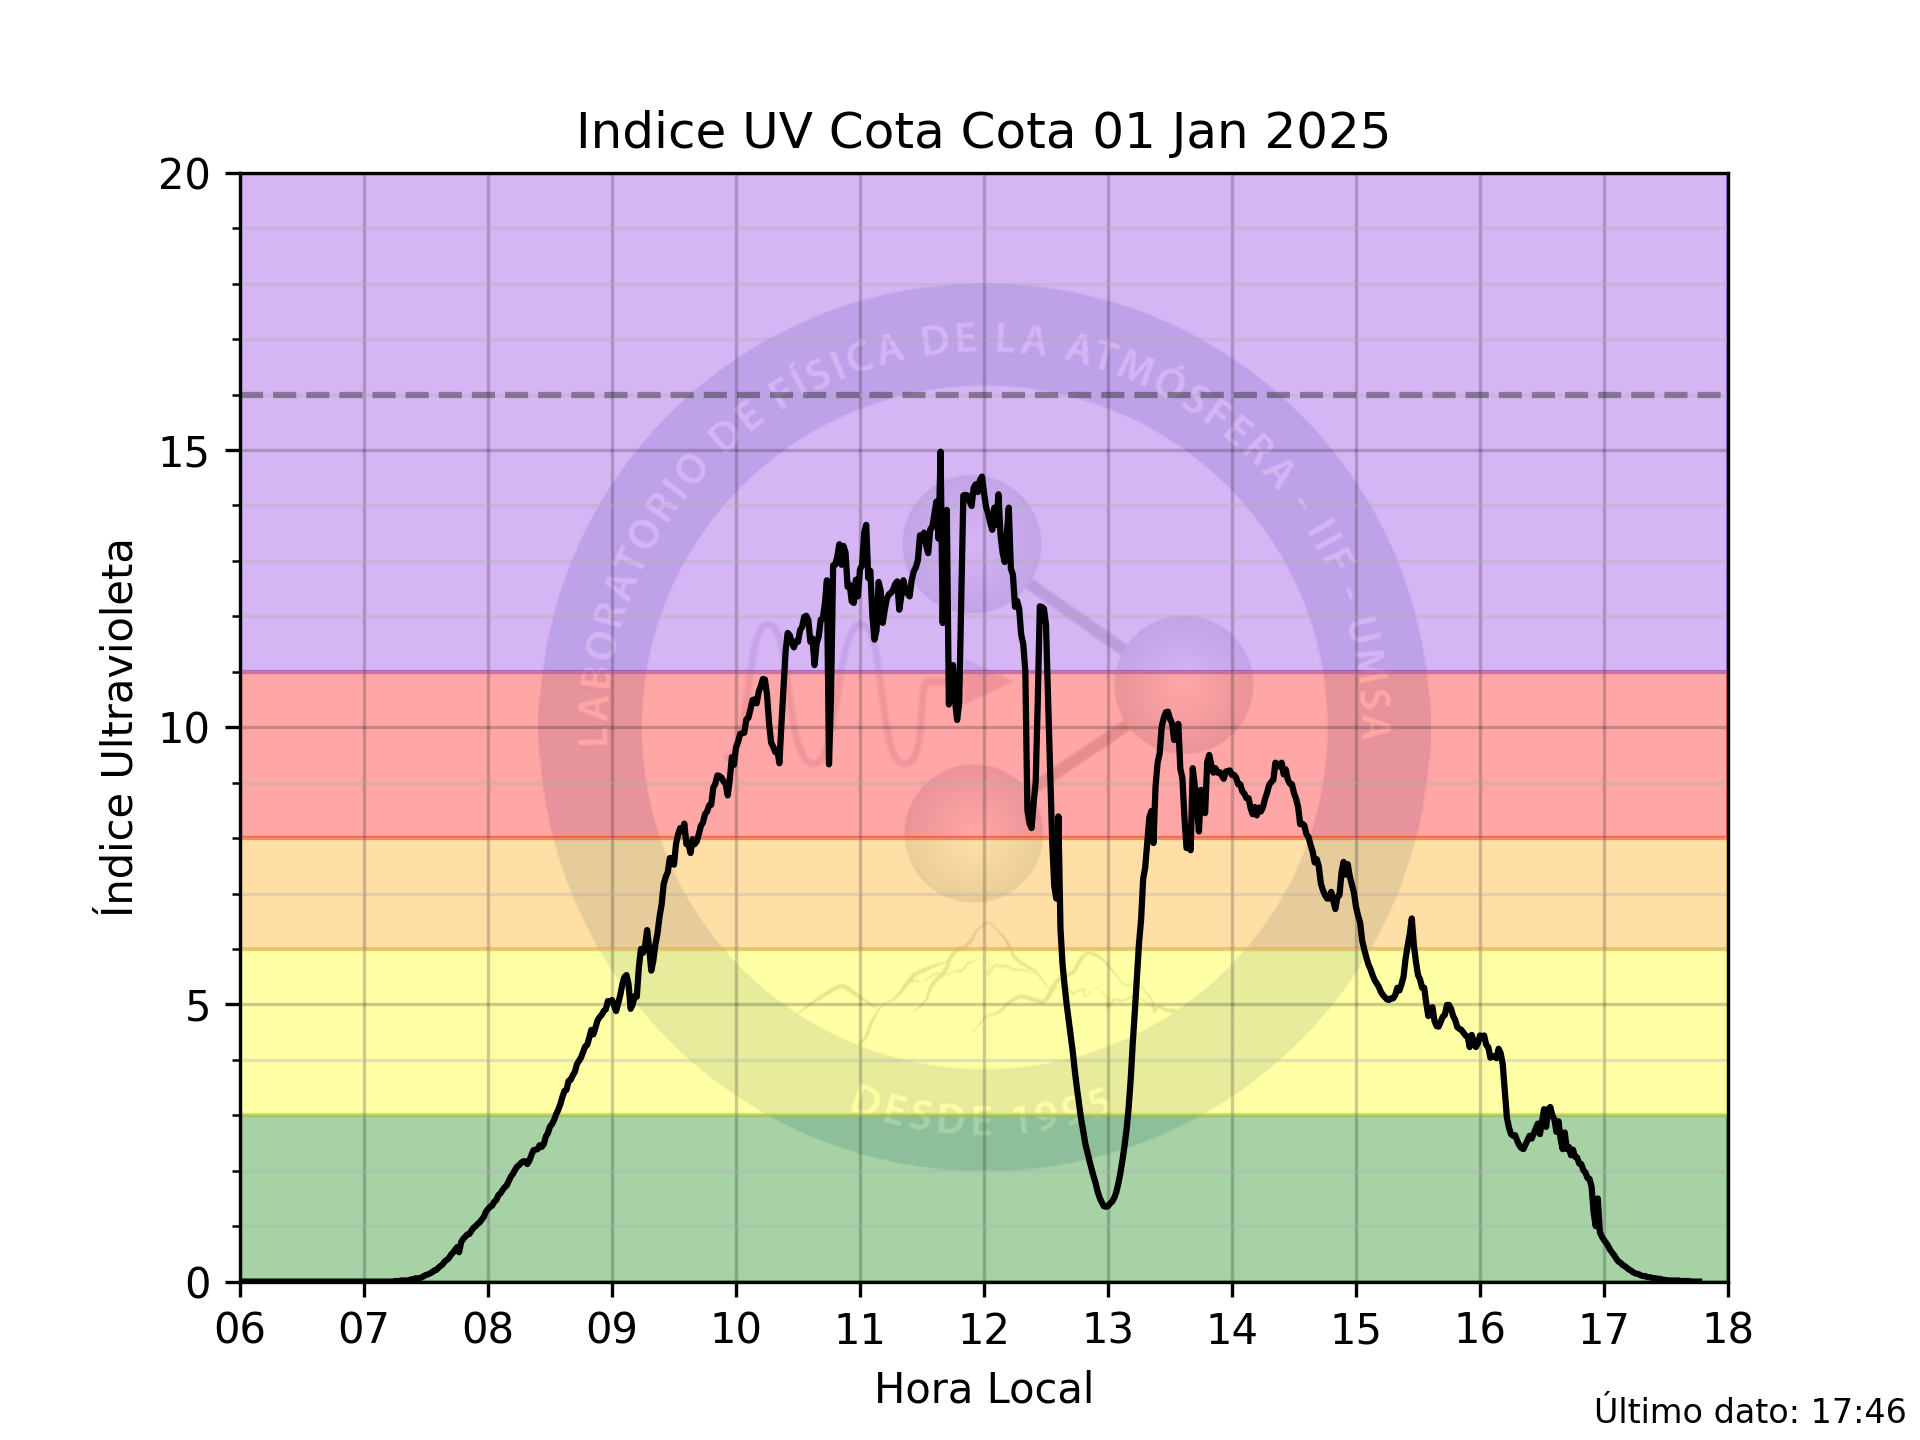 Indice UV Cota Cota 01 Jan 2025
20
15
10
5
0
Índice Ultravioleta
LABORATORIO DE FÍSICA DE LA ATMÓSFERA - IIF - UMSA
DESDE 1995
06 07 08 09 10 11 12 13 14 15 16 17 18
Hora Local
Último dato: 17:46